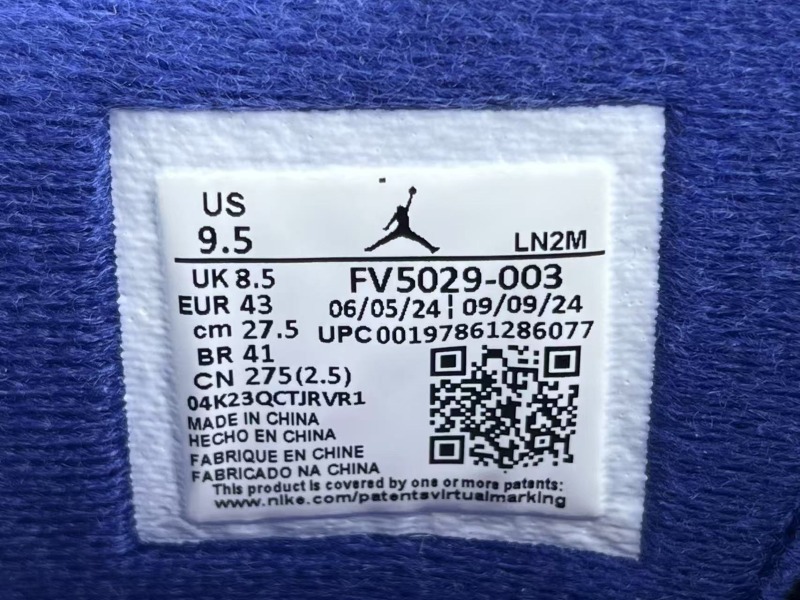 US
9.5
LN2M
UK 8.5
FV5029-003
EUR 43
06/05/24 | 09/09/24
cm 27.5
UPC00197861286077
BR 41
CN 275(2.5)
04K23QCTJRVR1
MADE IN CHINA
HECHO EN CHINA
FABRIQUE EN CHINE
FABRICADO NA CHINA
This product is covered by one or more patents:
www.nike.com/patentsvirtualmarking